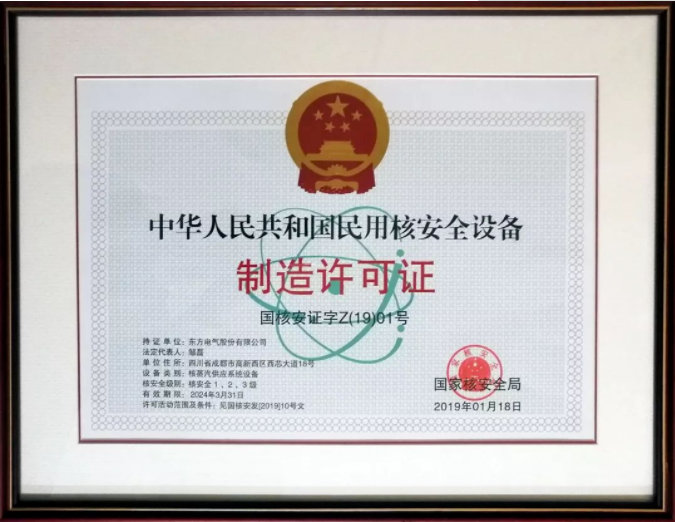 中华人民共和国民用核安全设备
制造许可证
国核安证字Z(19)01号
持证单位：东方电气股份有限公司
法定代表人：邹磊
单位住所：四川省成都市高新西区西芯大道18号
设备类别：核蒸汽供应系统设备
核安全级别：核安全1、2、3级
有效期限：2024年3月31日
许可活动范围及条件：见国核安发[2019]10号文
国家核安全局
2019年01月18日